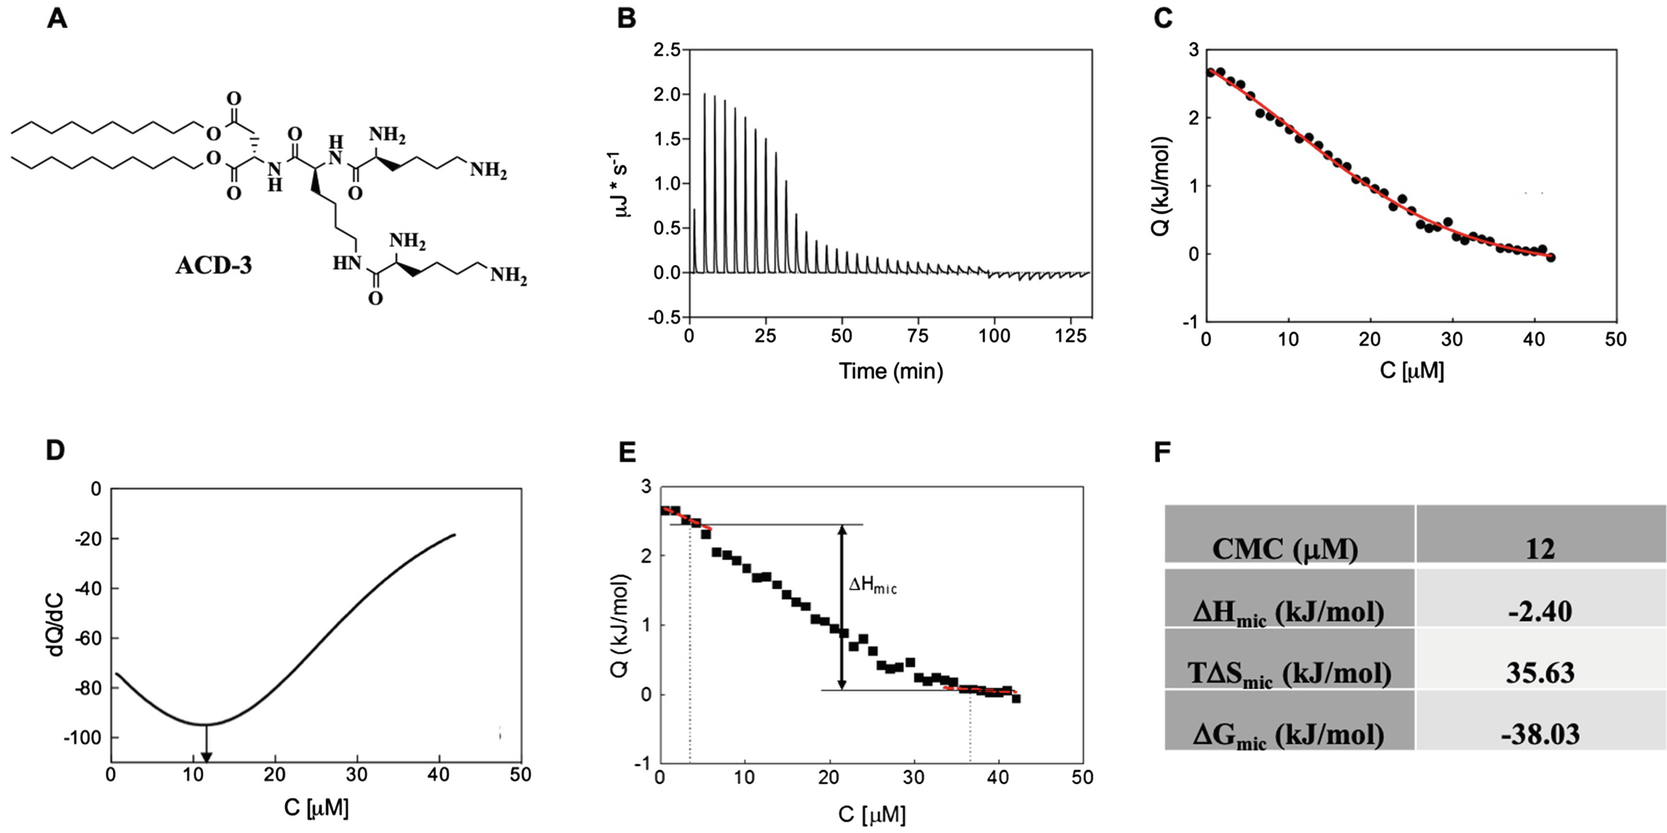 A
O
O
O
O
O
N
H
H
N
NH2
O
NH2
HN
NH2
O
NH2
ACD-3
B
2.5
2.0
1.5
1.0
0.5
0.0
-0.5
μJ * s-1
0 25 50 75 100 125
Time (min)
C
3
2
1
0
-1
Q (kJ/mol)
0 10 20 30 40 50
C [μM]
D
0
-20
-40
-60
-80
-100
dQ/dC
0 10 20 30 40 50
C [μM]
E
3
2
1
0
-1
Q (kJ/mol)
ΔHmic
0 10 20 30 40 50
C [μM]
F
CMC (μM) 12
ΔHmic (kJ/mol) -2.40
TΔSmic (kJ/mol) 35.63
ΔGmic (kJ/mol) -38.03